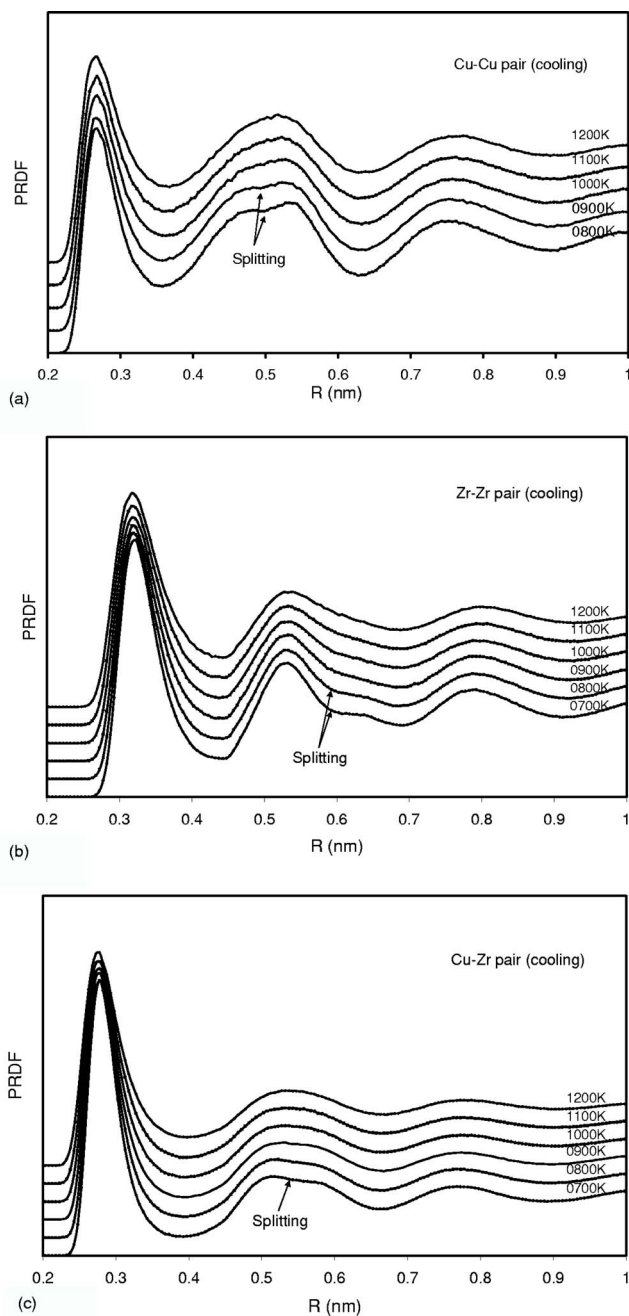 Cu-Cu pair (cooling)
PRDF
1200K
1100K
1000K
0900K
0800K
Splitting
0.2 0.3 0.4 0.5 0.6 0.7 0.8 0.9 1
R (nm)
(a)
Zr-Zr pair (cooling)
PRDF
1200K
1100K
1000K
0900K
0800K
0700K
Splitting
0.2 0.3 0.4 0.5 0.6 0.7 0.8 0.9 1
R (nm)
(b)
Cu-Zr pair (cooling)
PRDF
1200K
1100K
1000K
0900K
0800K
0700K
Splitting
0.2 0.3 0.4 0.5 0.6 0.7 0.8 0.9 1
R (nm)
(c)